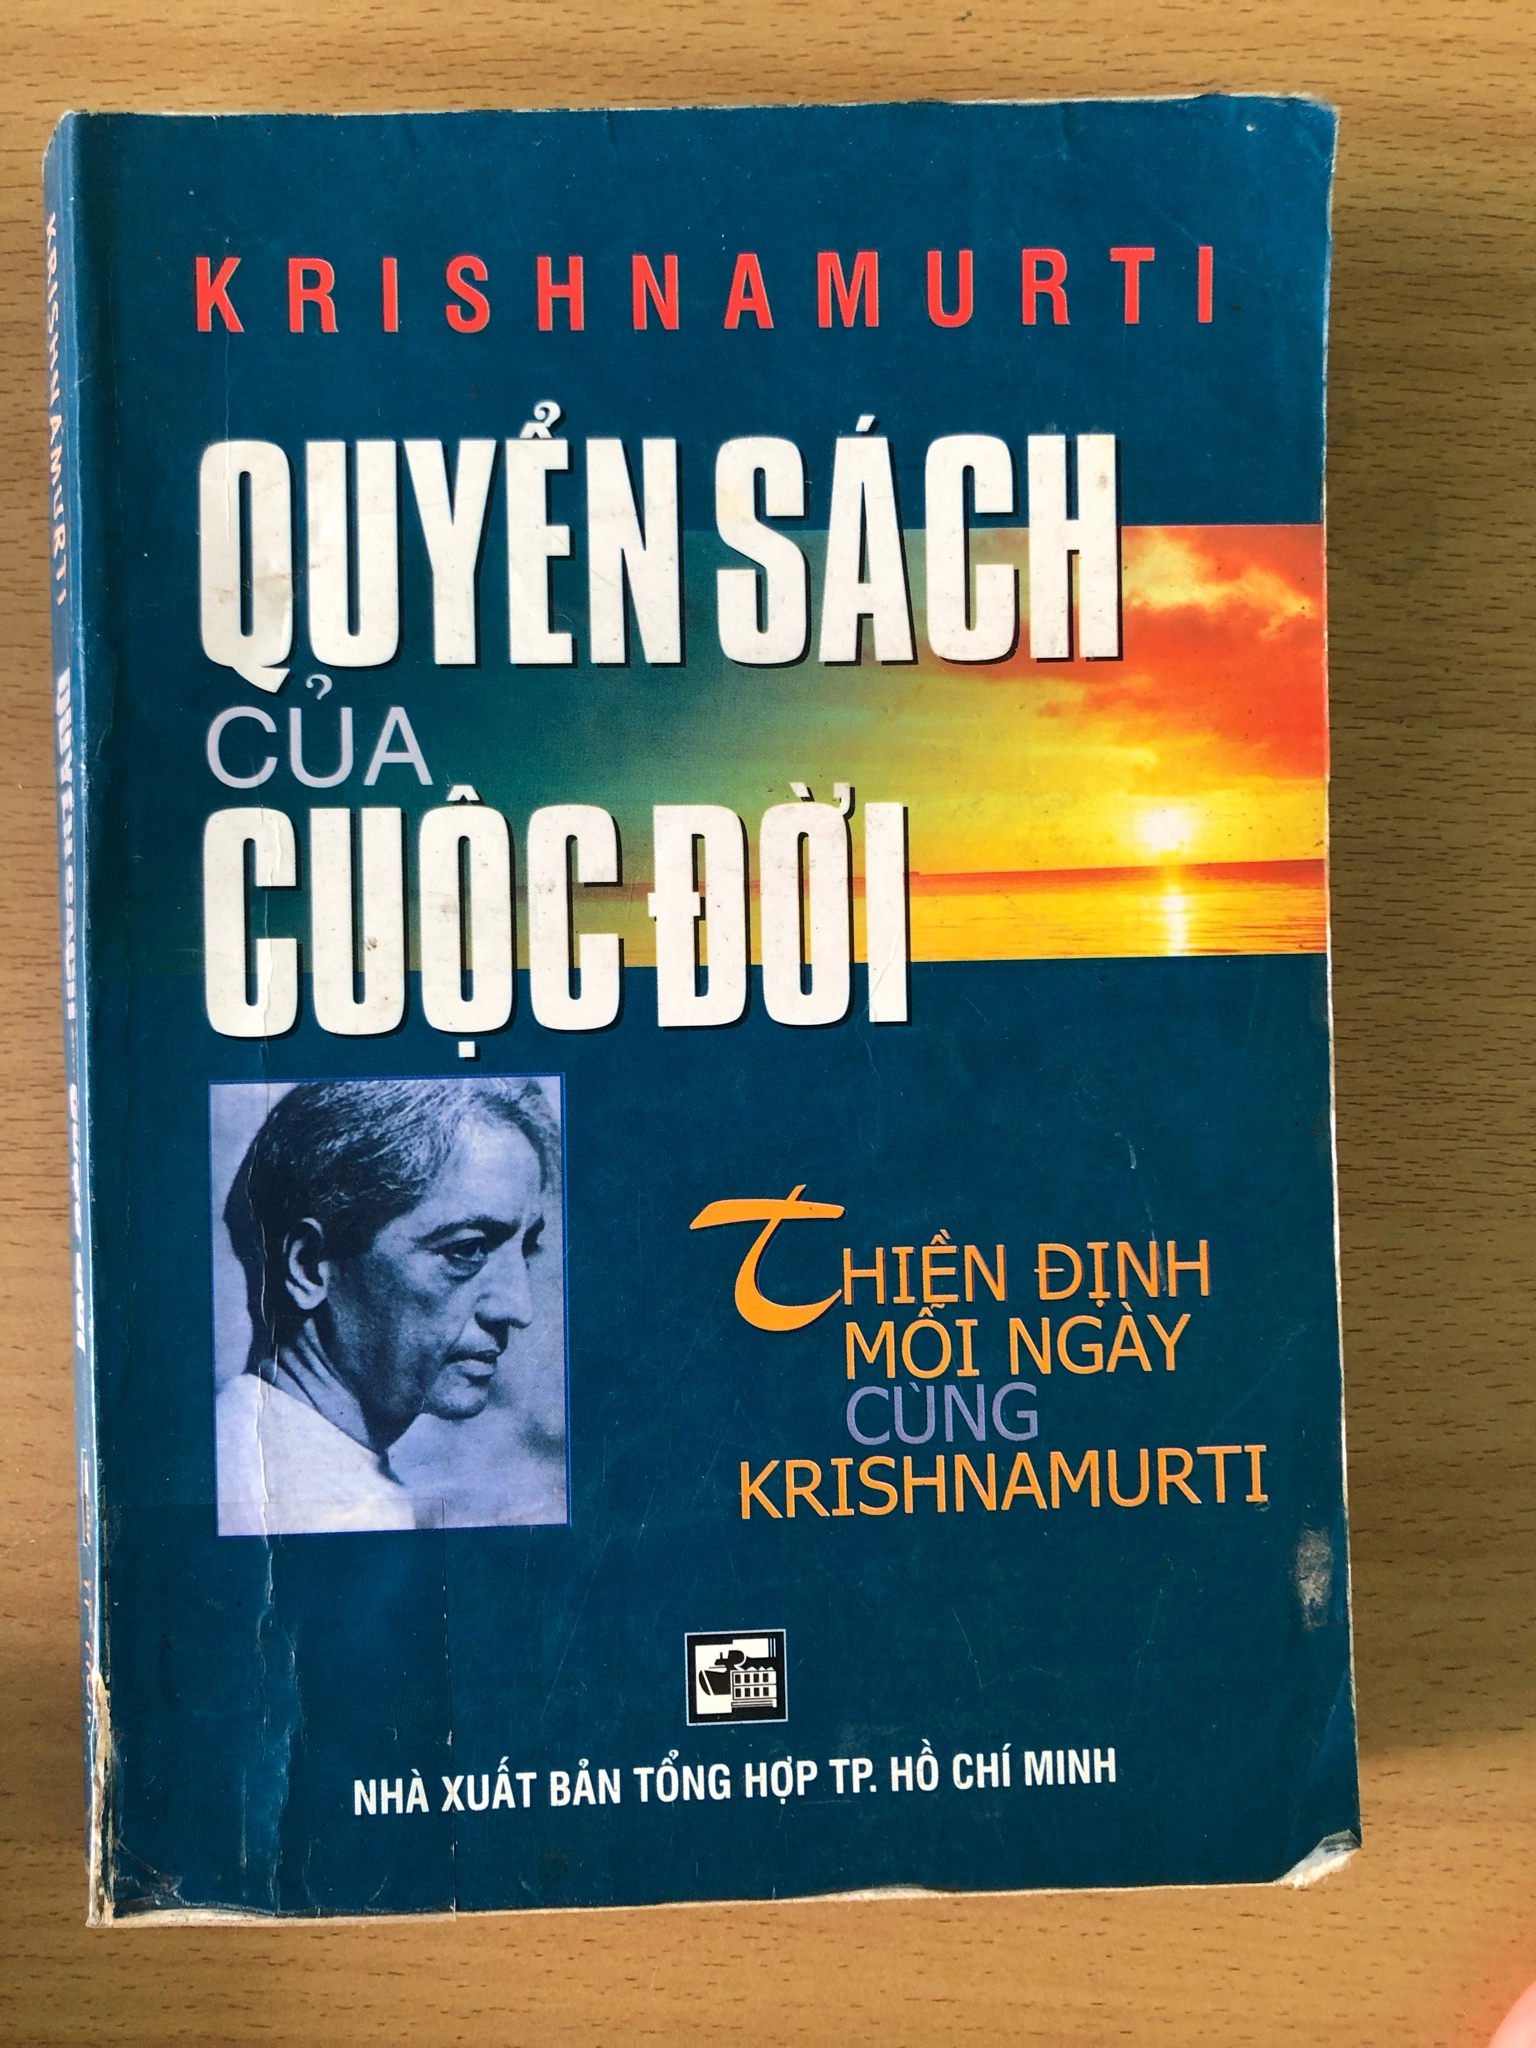 KRISHNAMURTI
QUYỂN SÁCH
CỦA
CUỘC ĐỜI
THIỀN ĐỊNH
MỖI NGÀY
CÙNG
KRISHNAMURTI
NHÀ XUẤT BẢN TỔNG HỢP TP. HỒ CHÍ MINH
KRISHNAMURTI